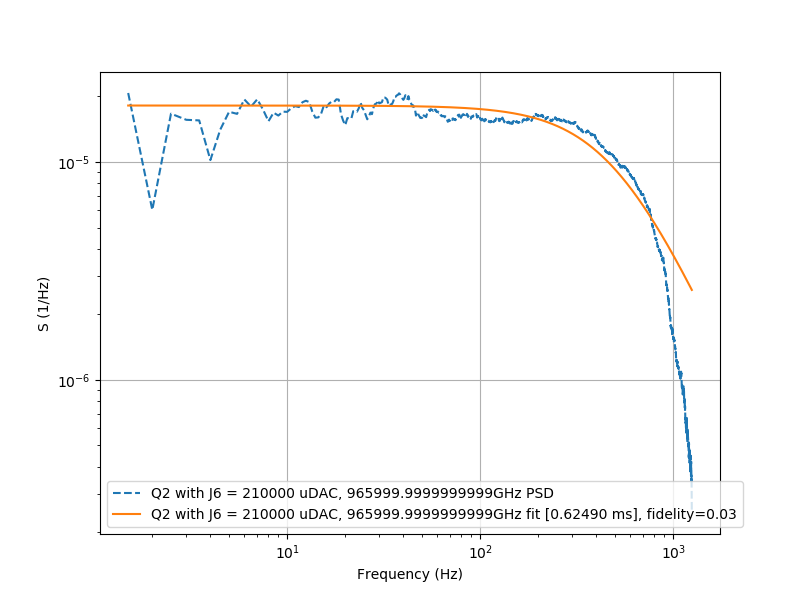 10⁻⁵
10⁻⁶
S (1/Hz)
Q2 with J6 = 210000 uDAC, 965999.9999999999GHz PSD
Q2 with J6 = 210000 uDAC, 965999.9999999999GHz fit [0.62490 ms], fidelity=0.03
10¹ 10² 10³
Frequency (Hz)